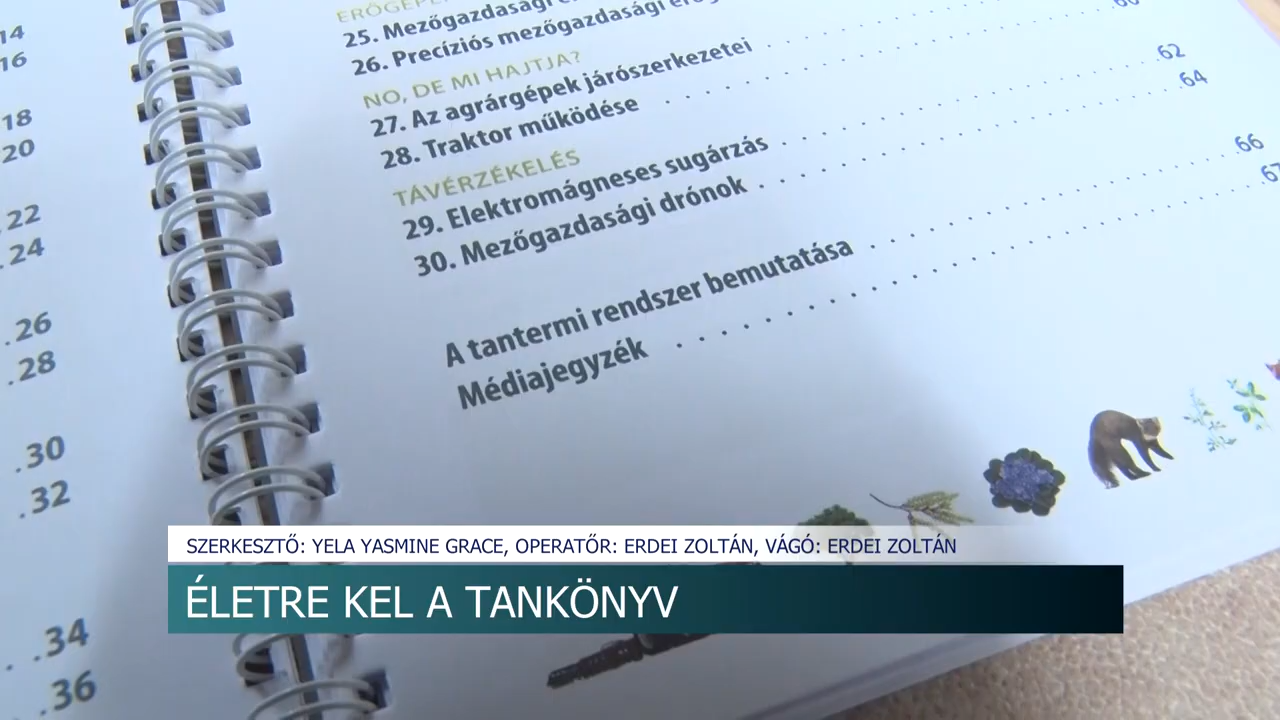 14
16
18
20
. 22
. 24
. 26
. 28
. 30
. 32
. . 34
. 36
25. Mezőgazdasági
26. Precíziós mezőgazdasági
NO, DE MI HAJTJA?
27. Az agrárgépek járószerkezetei
28. Traktor működése
62
TÁVÉRZÉKELÉS
64
29. Elektromágneses sugárzás
30. Mezőgazdasági drónok
66
A tantermi rendszer bemutatása
Médiajegyzék
SZERKESZTŐ: YELA YASMINE GRACE, OPERATŐR: ERDEI ZOLTÁN, VÁGÓ: ERDEI ZOLTÁN
ÉLETRE KEL A TANKÖNYV